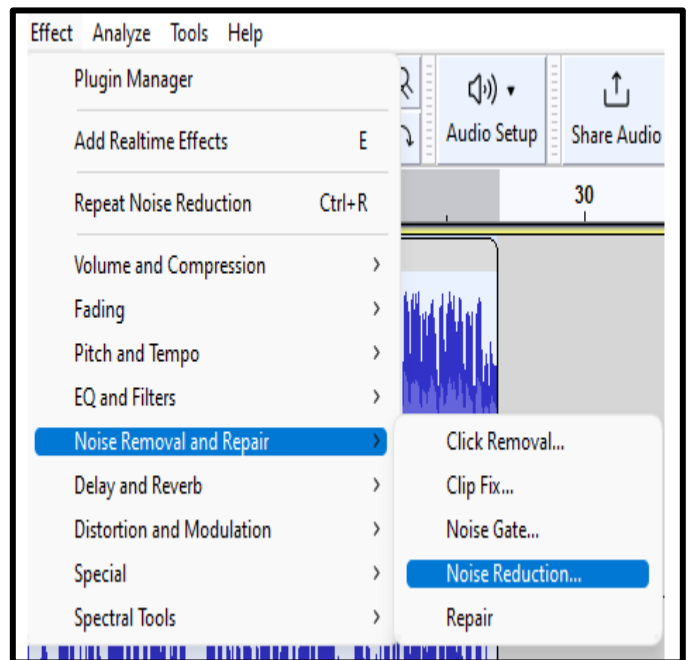 Effect Analyze Tools Help
Plugin Manager
Audio Setup
Share Audio
Add Realtime Effects E
Repeat Noise Reduction Ctrl+R
30
Volume and Compression
Fading
Pitch and Tempo
EQ and Filters
Noise Removal and Repair
Click Removal...
Delay and Reverb
Clip Fix...
Distortion and Modulation
Noise Gate...
Special
Noise Reduction...
Spectral Tools
Repair